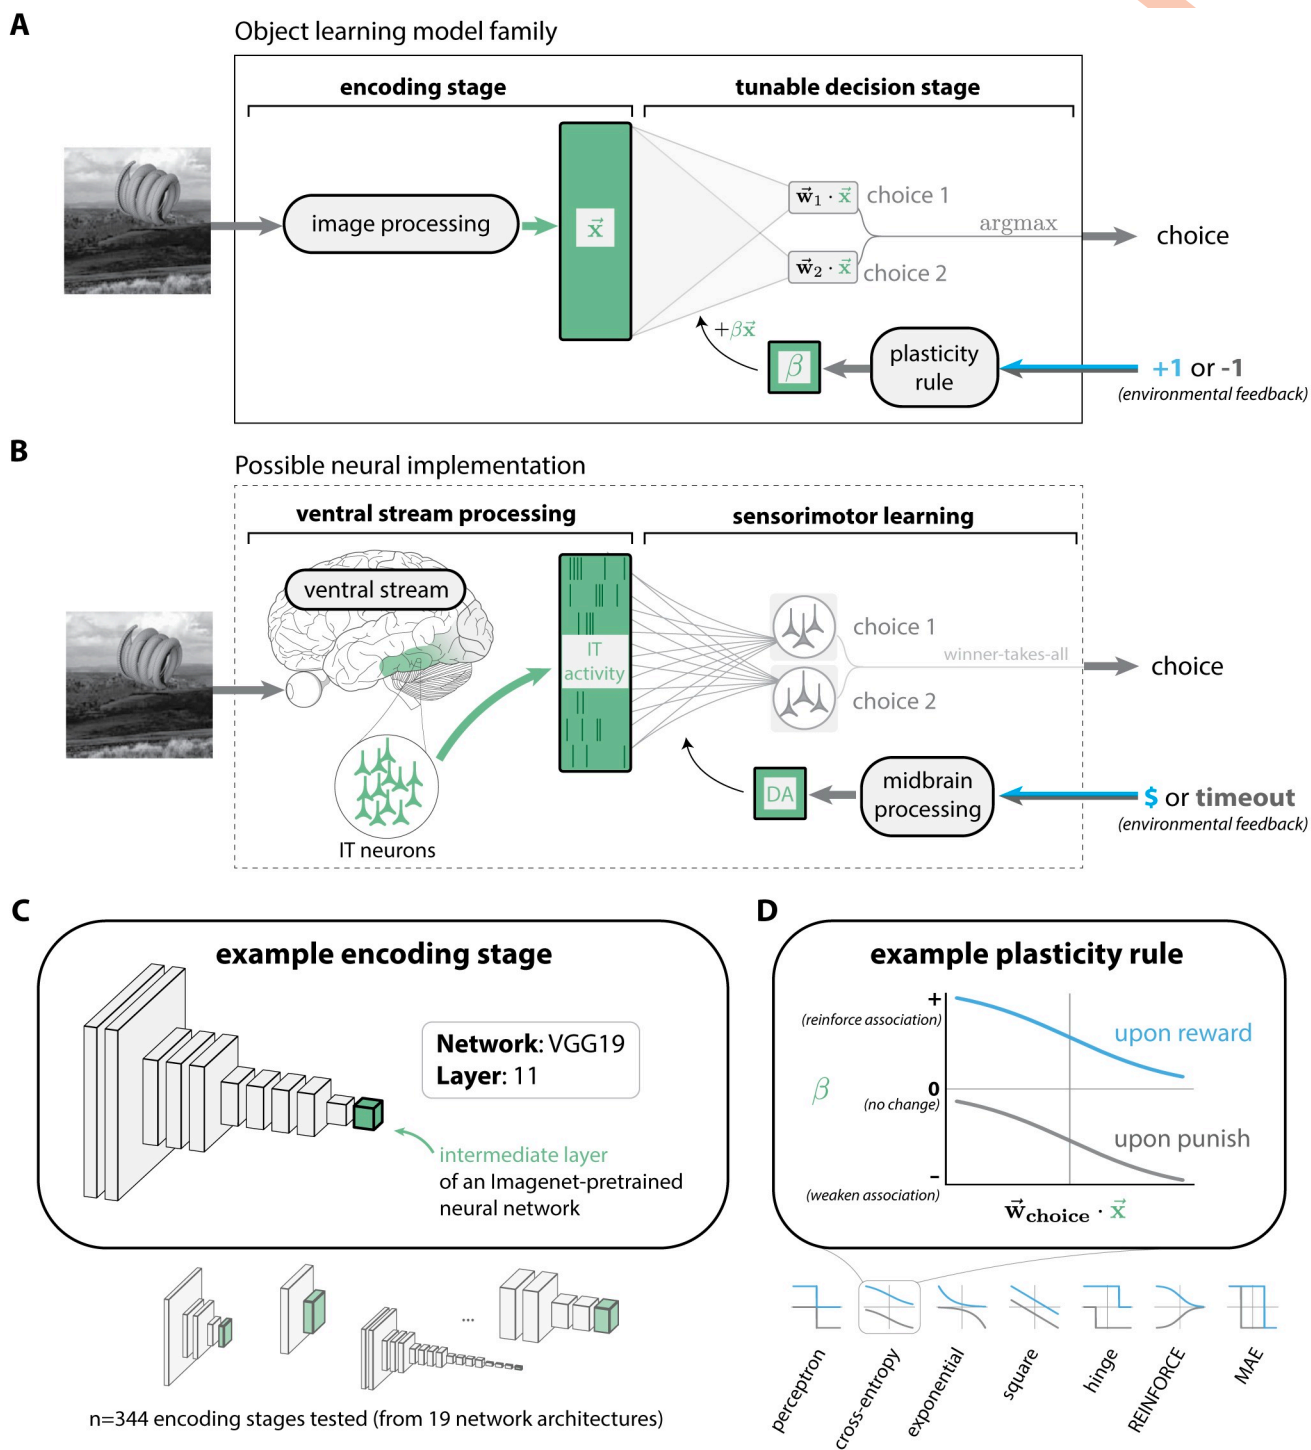 A
Object learning model family
encoding stage
tunable decision stage
image processing
x⃗
w⃗₁ · x⃗
choice 1
w⃗₂ · x⃗
choice 2
argmax
choice
+βx⃗
β
plasticity
rule
+1 or -1
(environmental feedback)
B
Possible neural implementation
ventral stream processing
sensorimotor learning
ventral stream
IT
activity
IT neurons
choice 1
choice 2
winner-takes-all
choice
DA
midbrain
processing
$ or timeout
(environmental feedback)
C
example encoding stage
Network: VGG19
Layer: 11
intermediate layer
of an Imagenet-pretrained
neural network
...
n=344 encoding stages tested (from 19 network architectures)
D
example plasticity rule
+
(reinforce association)
upon reward
β
0
(no change)
upon punish
-
(weaken association)
w⃗choice · x⃗
perceptron
cross-entropy
exponential
square
hinge
REINFORCE
MAE